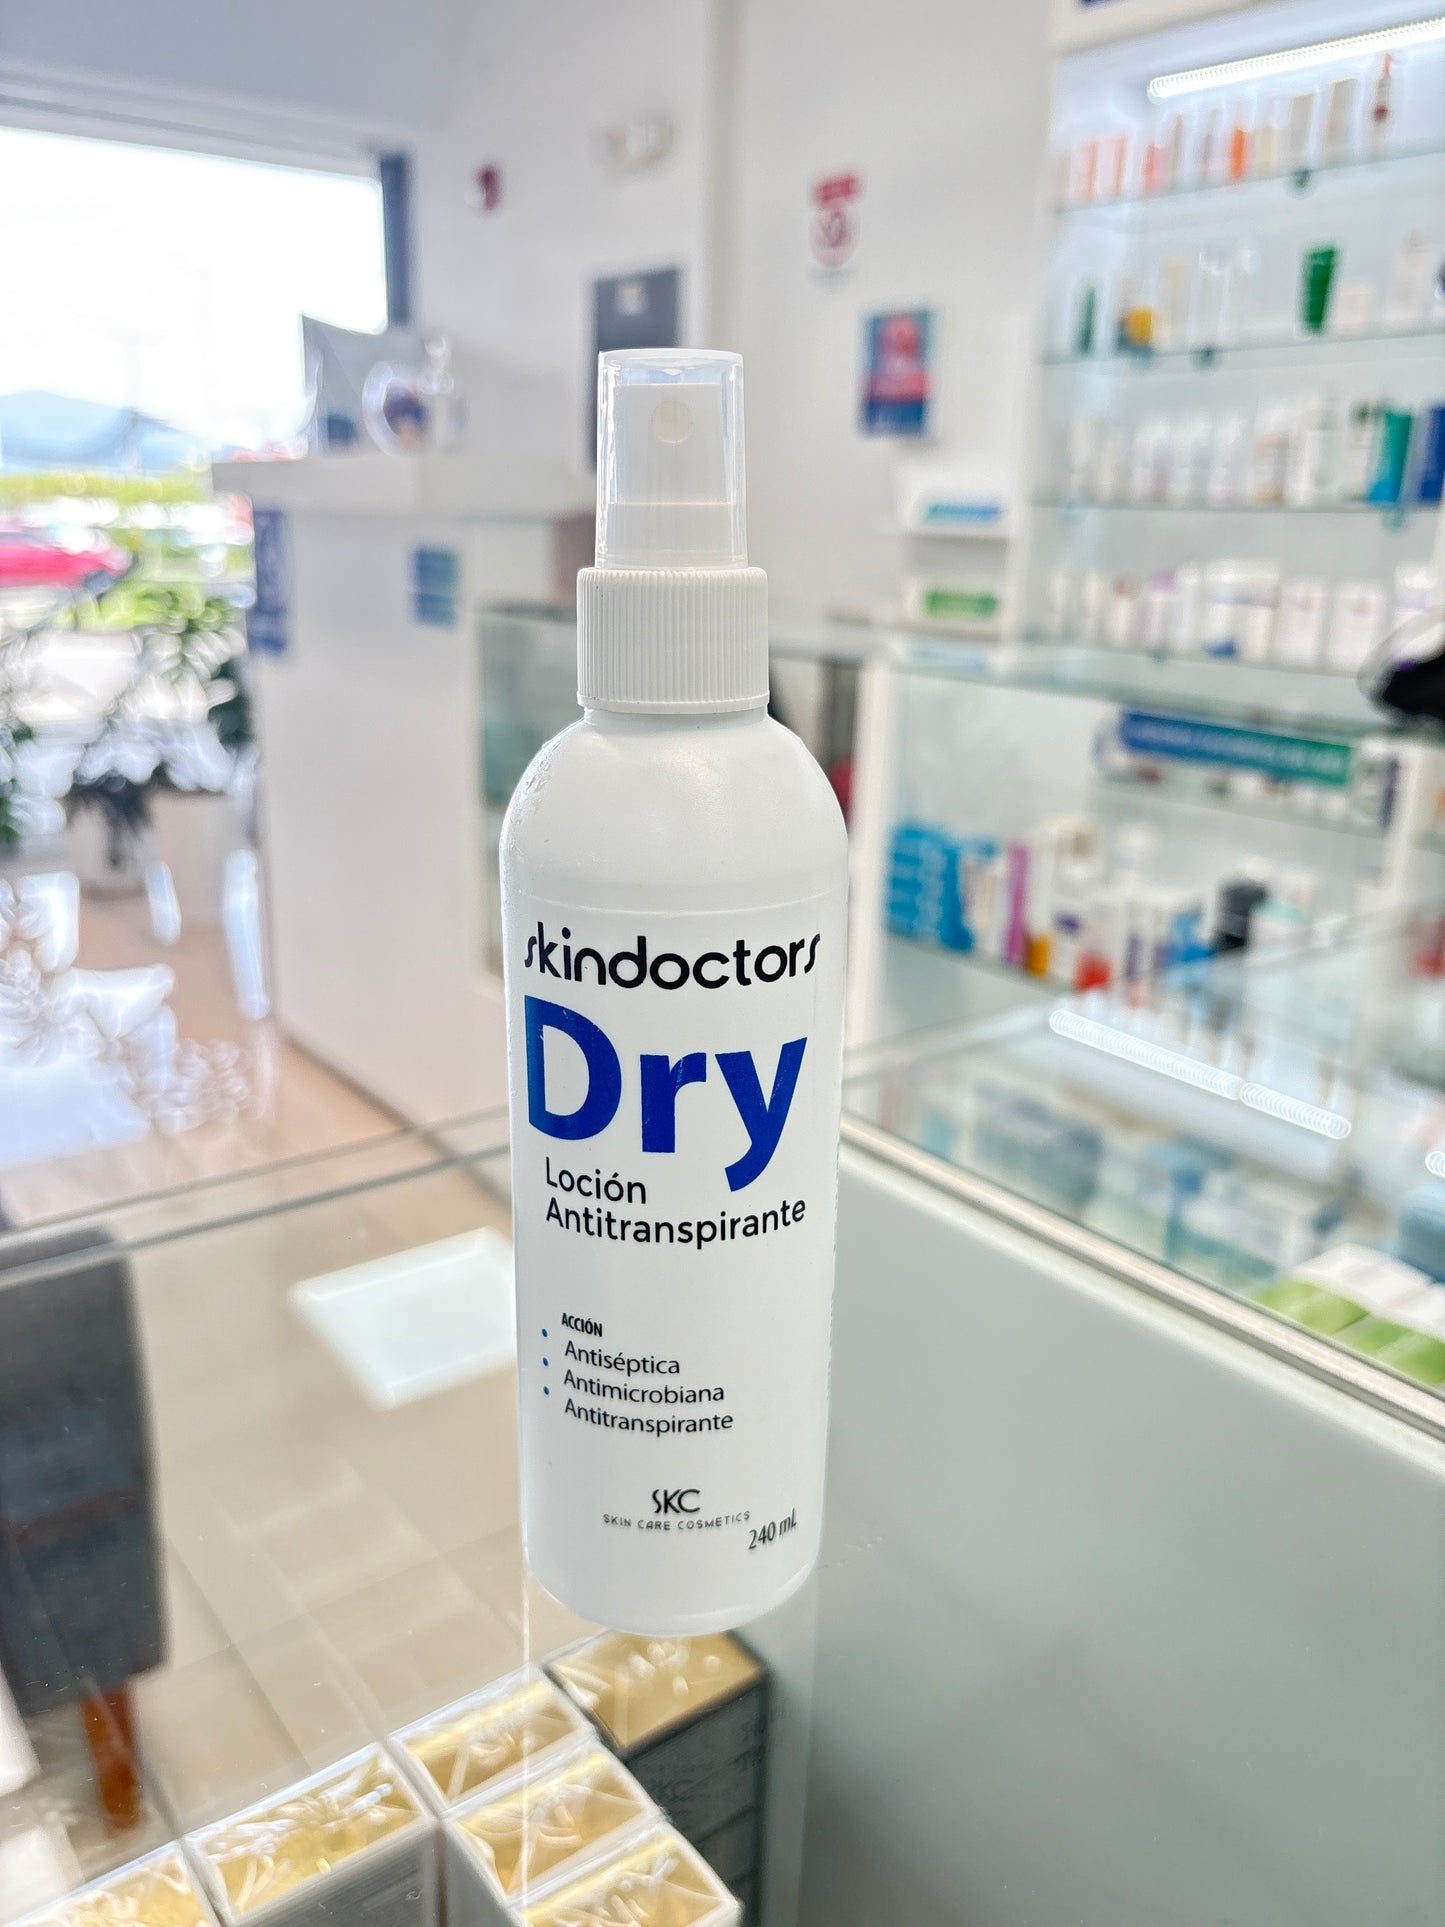 skindoctors
Dry
Loción
Antitranspirante
ACCIÓN
• Antiséptica
• Antimicrobiana
• Antitranspirante
SKC
SKIN CARE COSMETICS
240 mL